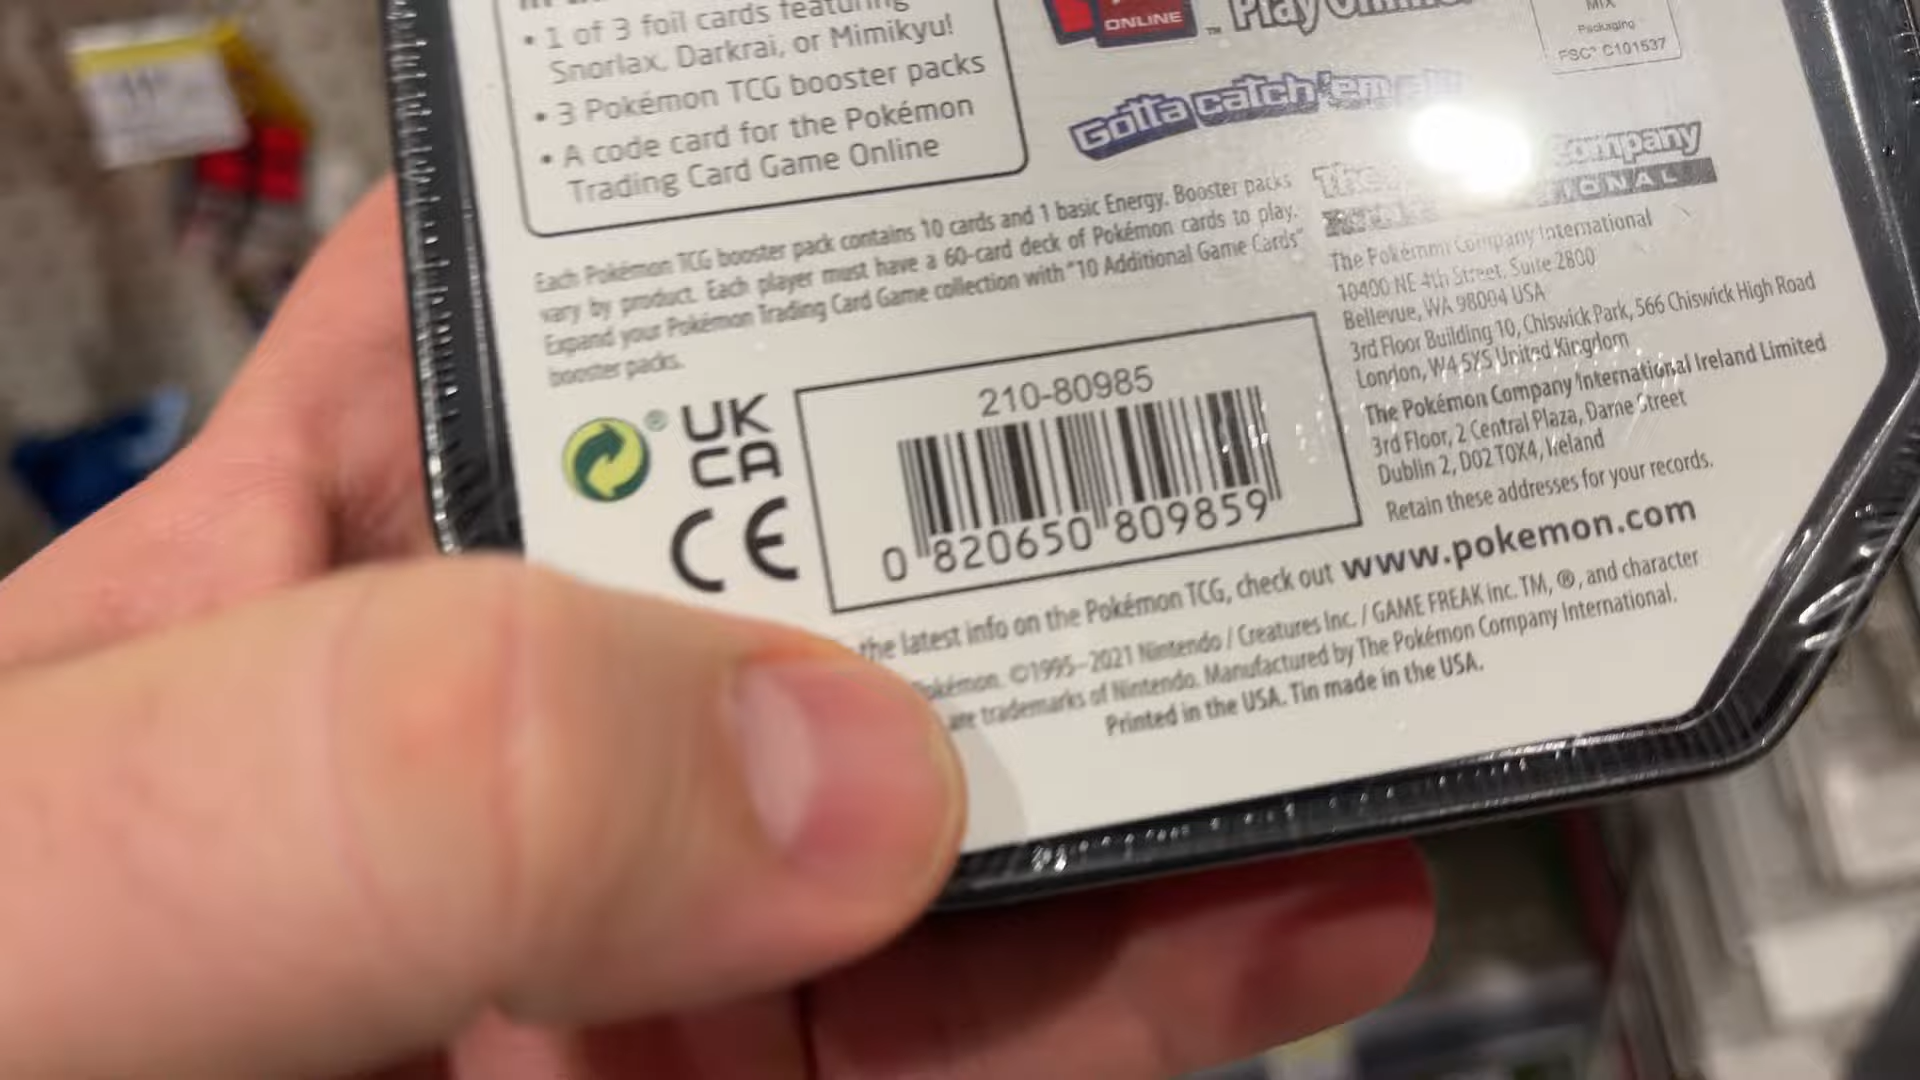 • 1 of 3 foil cards featuring
Snorlax, Darkrai, or Mimikyu!
• 3 Pokémon TCG booster packs
• A code card for the Pokémon
Trading Card Game Online
ONLINE
™ Play Online
MIX
Packaging
FSC® C101537
Gotta catch 'em all!
The Company
The Pokémon Company International
10400 NE 4th Street, Suite 2800
Bellevue, WA 98004 USA
3rd Floor Building 10, Chiswick Park, 566 Chiswick High Road
London, W4 5YS United Kingdom
The Pokémon Company International Ireland Limited
3rd Floor, 2 Central Plaza, Dame Street
Dublin 2, D02 T0X4, Ireland
Retain these addresses for your records.
Each Pokémon TCG booster pack contains 10 cards and 1 basic Energy. Booster packs
vary by product. Each player must have a 60-card deck of Pokémon cards to play.
Expand your Pokémon Trading Card Game collection with "10 Additional Game Cards"
booster packs.
® UK
CA
CE
210-80985
0 820650 809859
the latest info on the Pokémon TCG, check out www.pokemon.com
okémon. ©1995–2021 Nintendo / Creatures Inc. / GAME FREAK inc. TM, ®, and character
are trademarks of Nintendo. Manufactured by The Pokémon Company International.
Printed in the USA. Tin made in the USA.